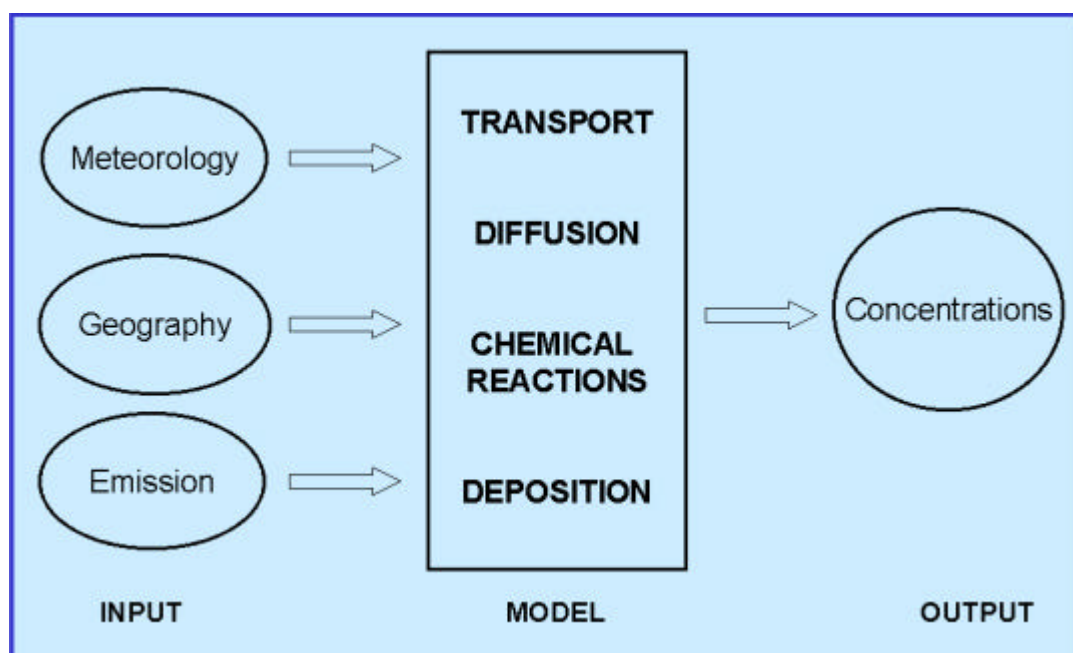 Meteorology
Geography
Emission
INPUT
TRANSPORT
DIFFUSION
CHEMICAL
REACTIONS
DEPOSITION
MODEL
Concentrations
OUTPUT